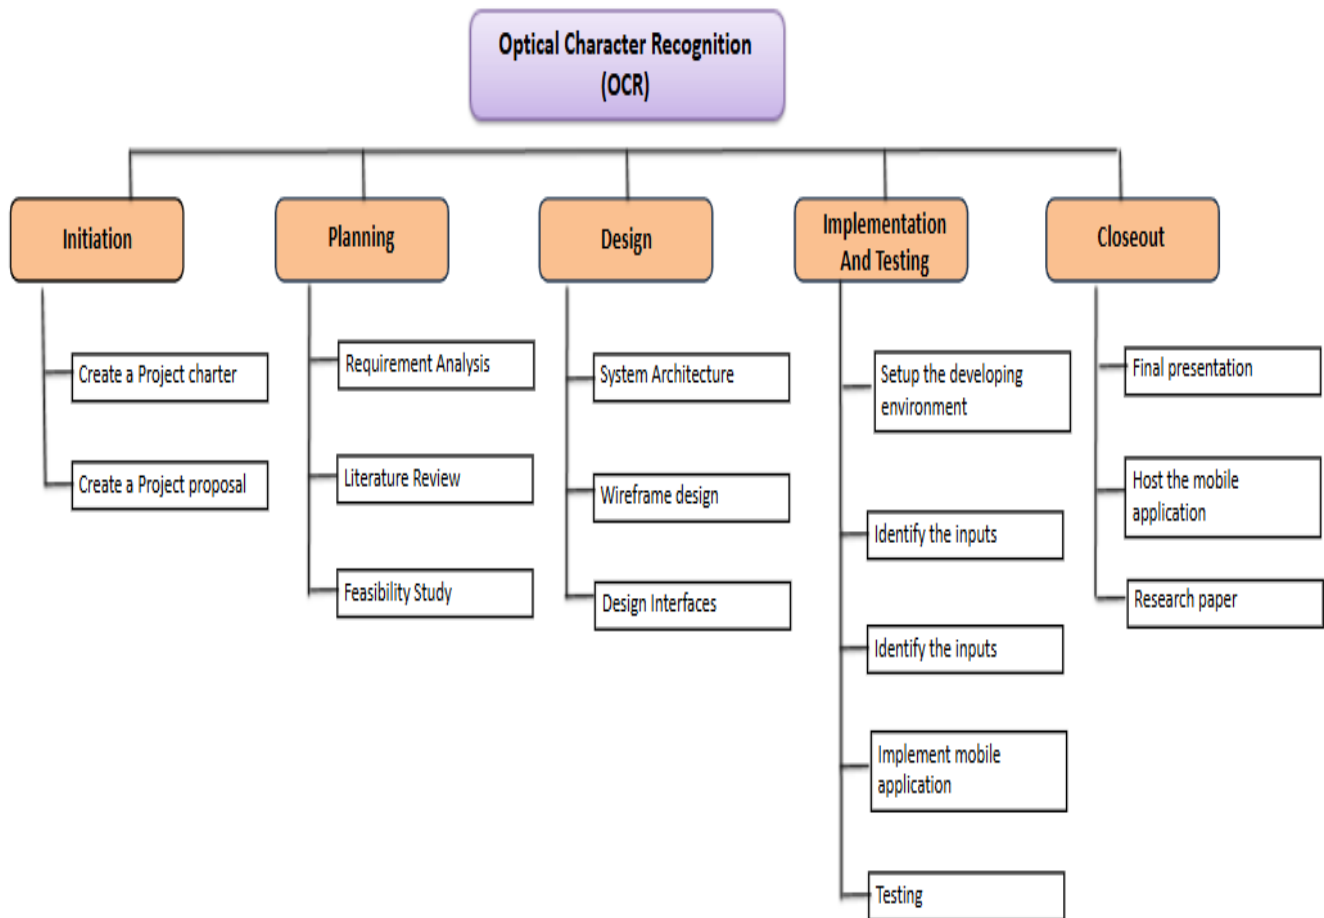 Optical Character Recognition
(OCR)
Initiation
Planning
Design
Implementation
And Testing
Closeout
Create a Project charter
Create a Project proposal
Requirement Analysis
Literature Review
Feasibility Study
System Architecture
Wireframe design
Design Interfaces
Setup the developing
environment
Identify the inputs
Identify the inputs
Implement mobile
application
Testing
Final presentation
Host the mobile
application
Research paper